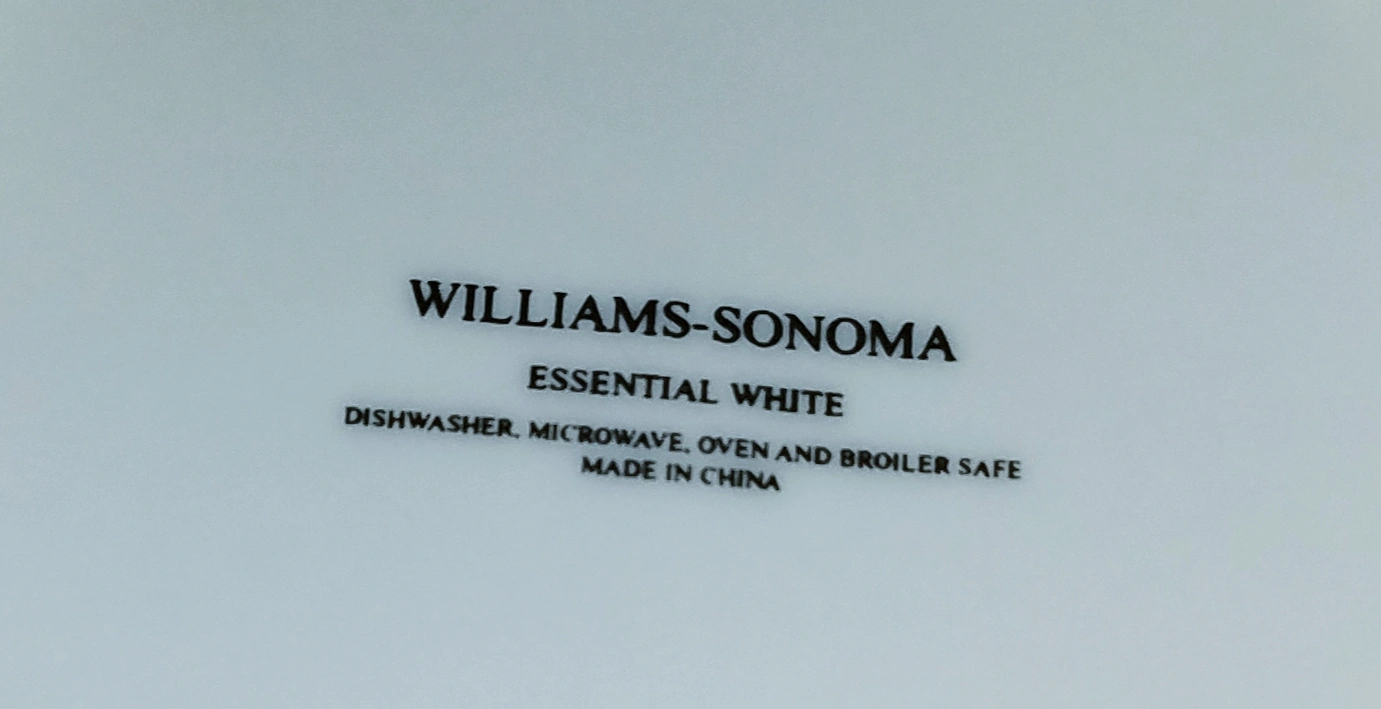 WILLIAMS-SONOMA
ESSENTIAL WHITE
DISHWASHER, MICROWAVE, OVEN AND BROILER SAFE
MADE IN CHINA